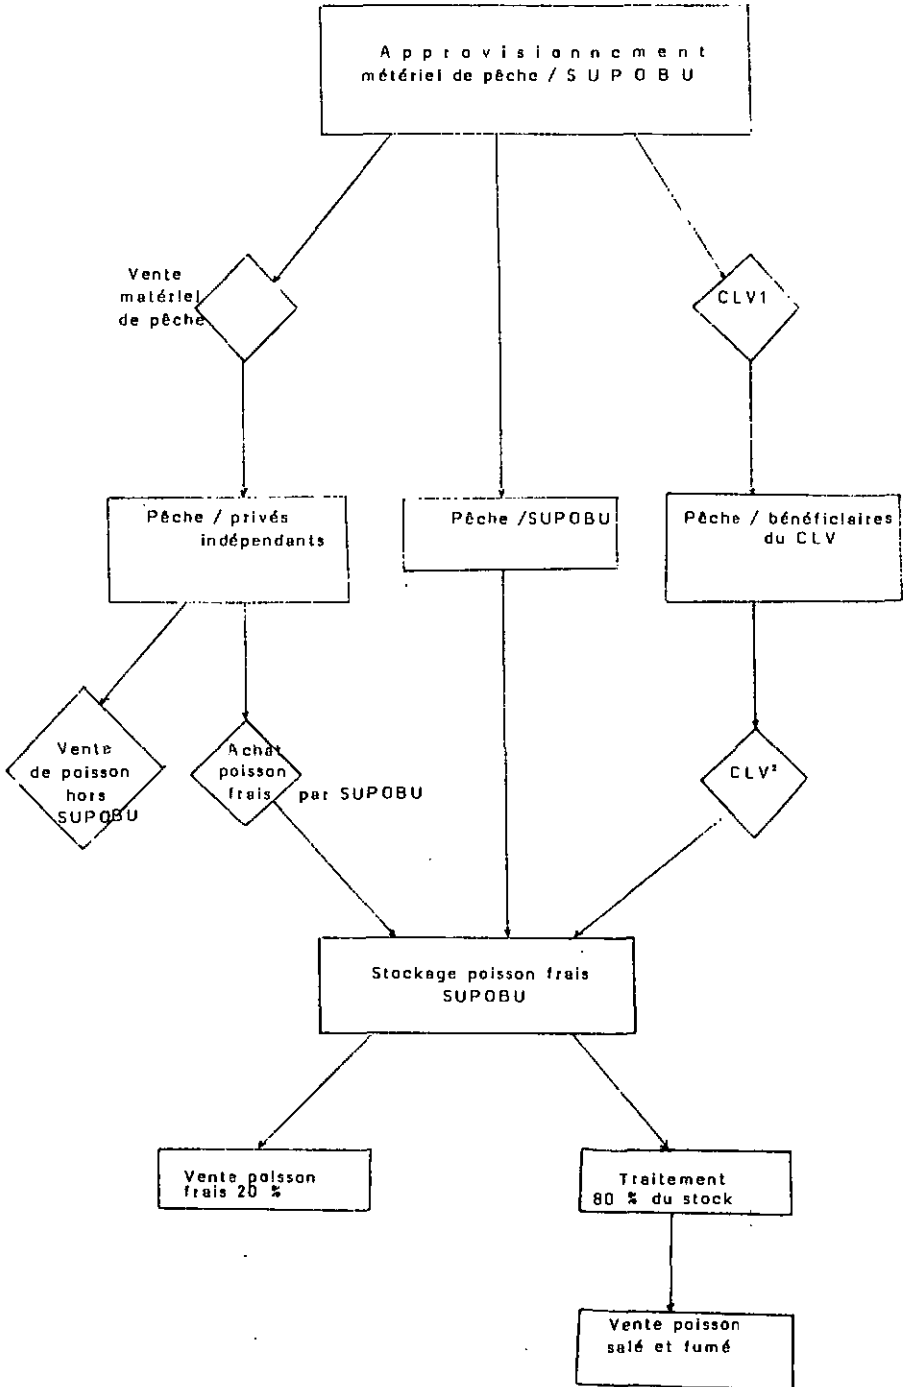 Approvisionnement
métériel de pêche / SUPOBU
Vente
matériel
de pêche
CLV1
Pêche / privés
indépendants
Pêche /SUPOBU
Pêche / bénéficiaires
du CLV
Vente
de poisson
hors
SUPOBU
Achat
poisson
frais
par SUPOBU
CLV²
Stockage poisson frais
SUPOBU
Vente poisson
frais 20 %
Traitement
80 % du stock
Vente poisson
salé et fumé